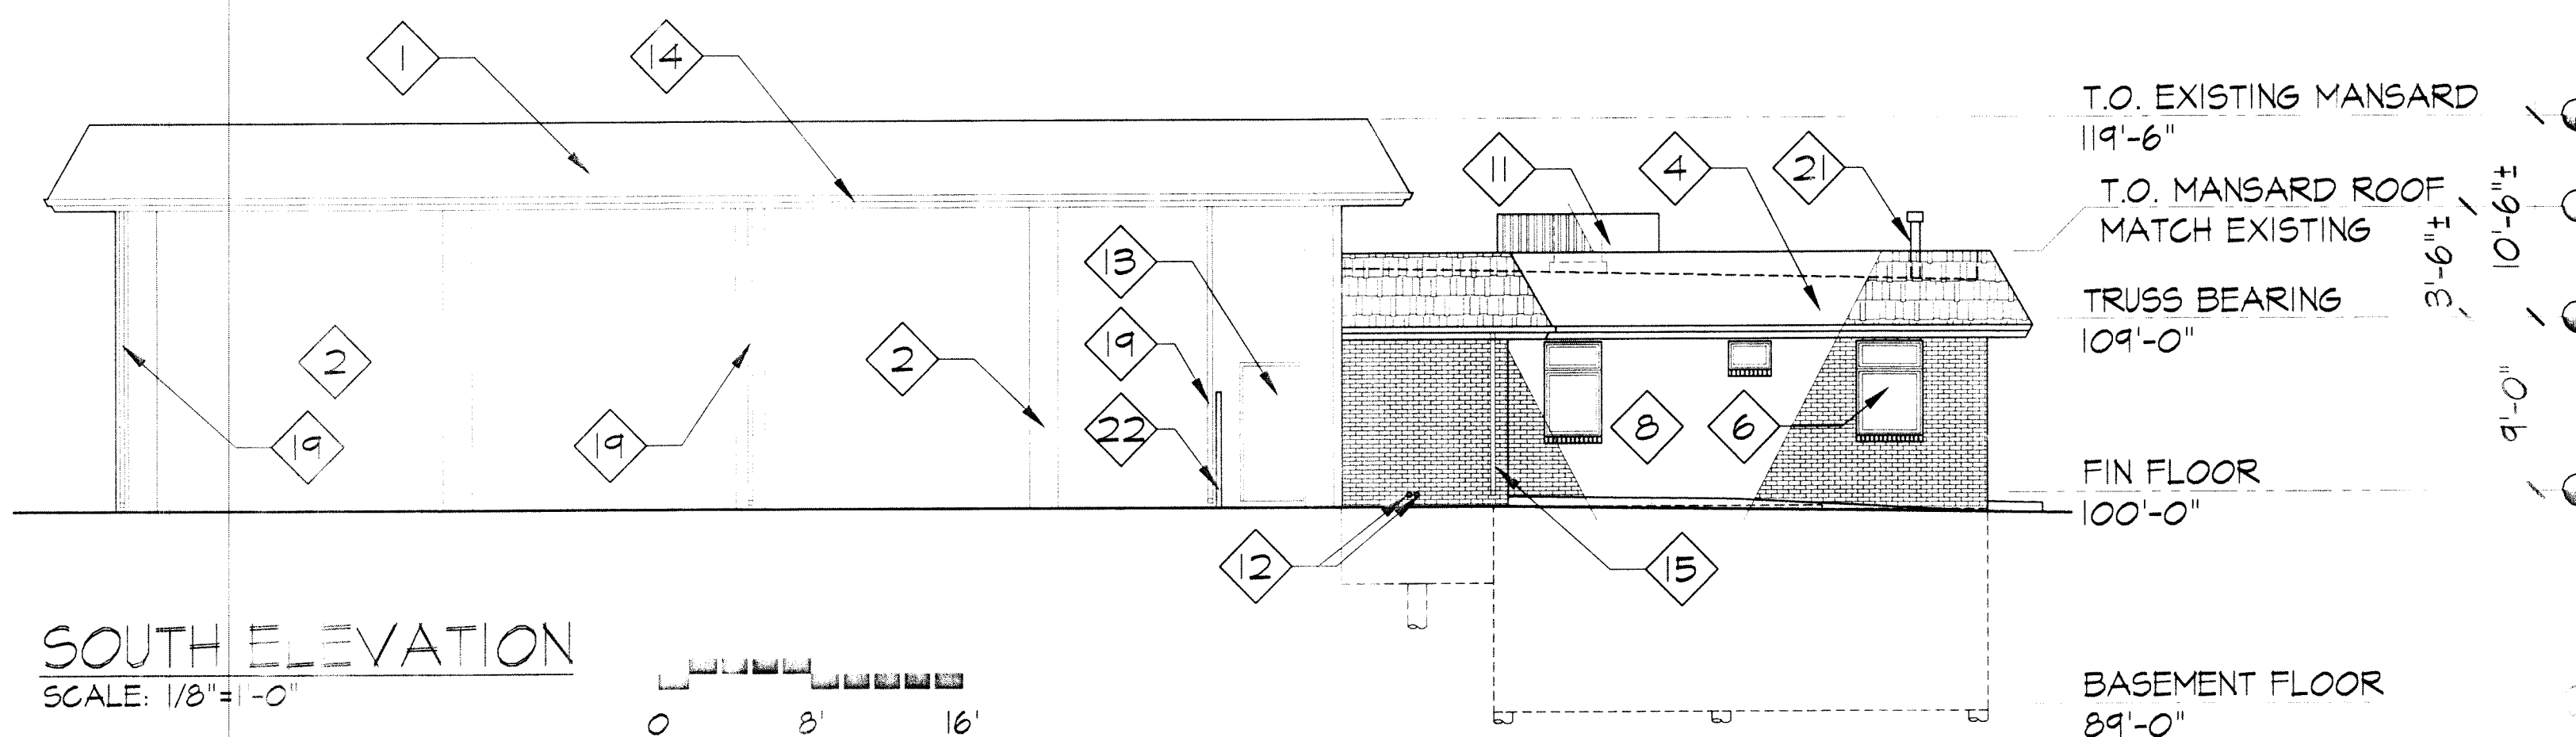 1
14
11
4
21
13
19
2
22
2
19
19
8
6
12
15
T.O. EXISTING MANSARD
119'-6"
T.O. MANSARD ROOF
MATCH EXISTING
TRUSS BEARING
109'-0"
FIN FLOOR
100'-0"
BASEMENT FLOOR
89'-0"
3'-6"±
10'-6"±
9'-0"
SOUTH ELEVATION
SCALE: 1/8"=1'-0"
0 8' 16'